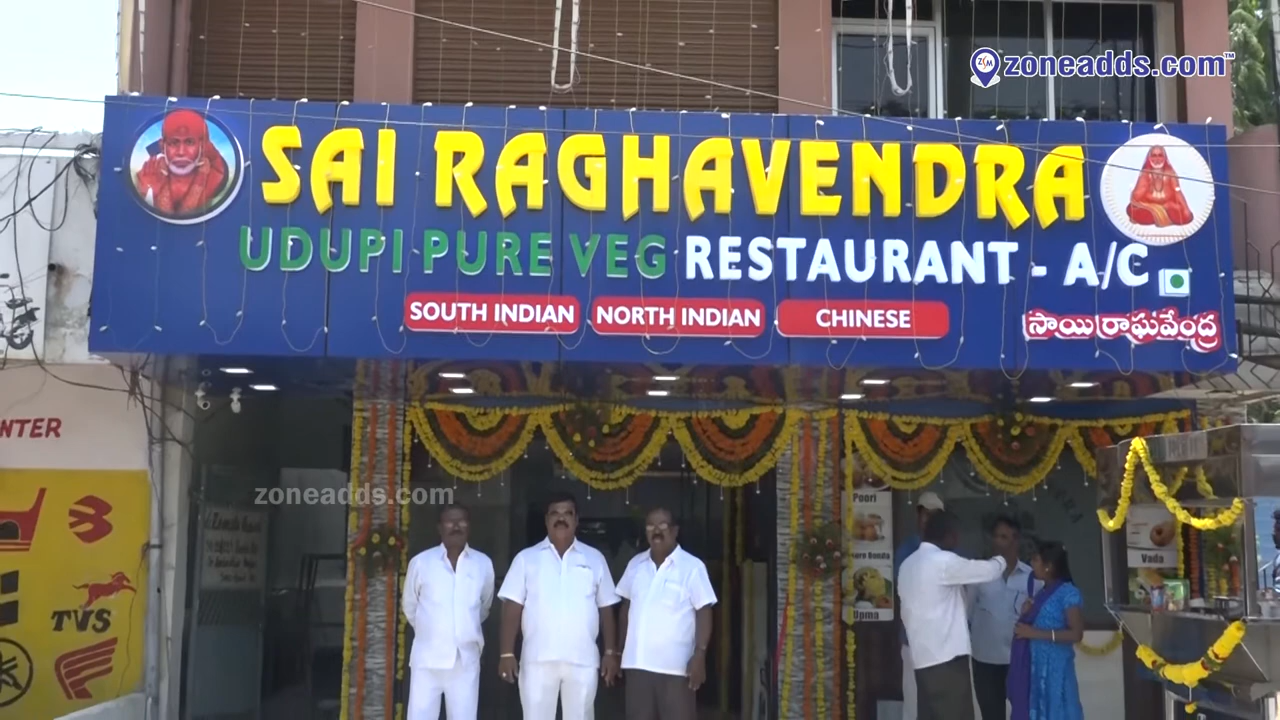 zoneadds.com™
SAI RAGHAVENDRA
UDUPI PURE VEG RESTAURANT - A/C
SOUTH INDIAN NORTH INDIAN CHINESE
సాయి రాఘవేంద్ర
NTER
zoneadds.com
Poori
Vada
Upma
TVS